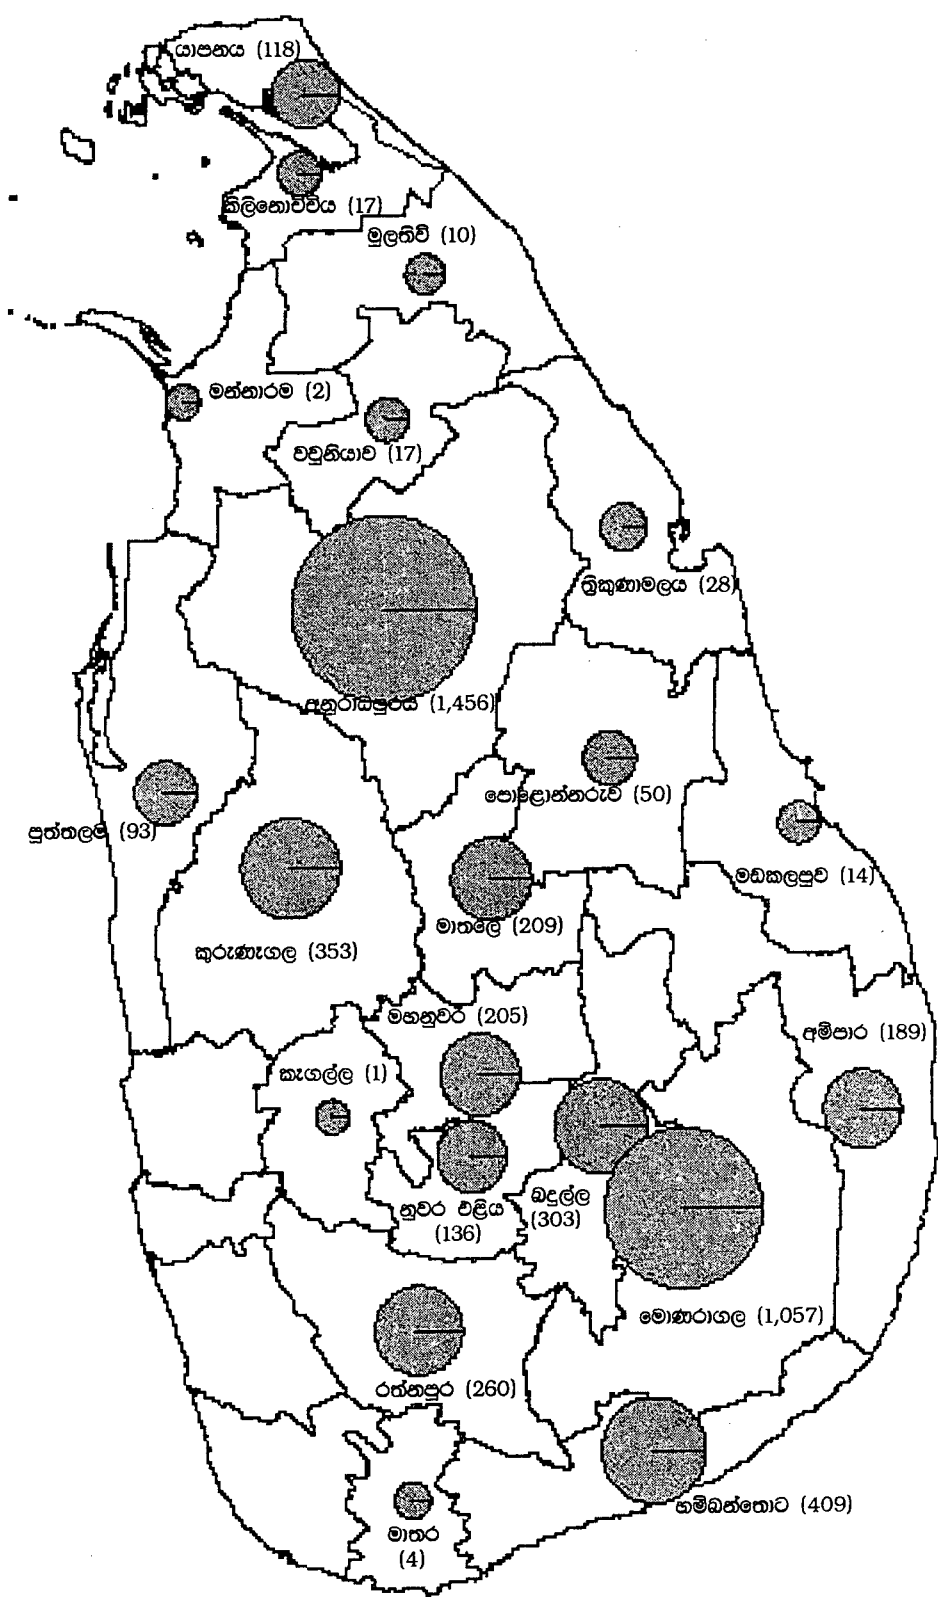 යාපනය (118)
කිලිනොච්චිය (17)
මුලතිව් (10)
මන්නාරම (2)
වවුනියාව (17)
ත්‍රිකුණාමලය (28)
අනුරාධපුරය (1,456)
පොළොන්නරුව (50)
පුත්තලම (93)
මඩකලපුව (14)
මාතලේ (209)
කුරුණෑගල (353)
මහනුවර (205)
අම්පාර (189)
කෑගල්ල (1)
බදුල්ල
(303)
නුවර එළිය
(136)
මොණරාගල (1,057)
රත්නපුර (260)
හම්බන්තොට (409)
මාතර
(4)